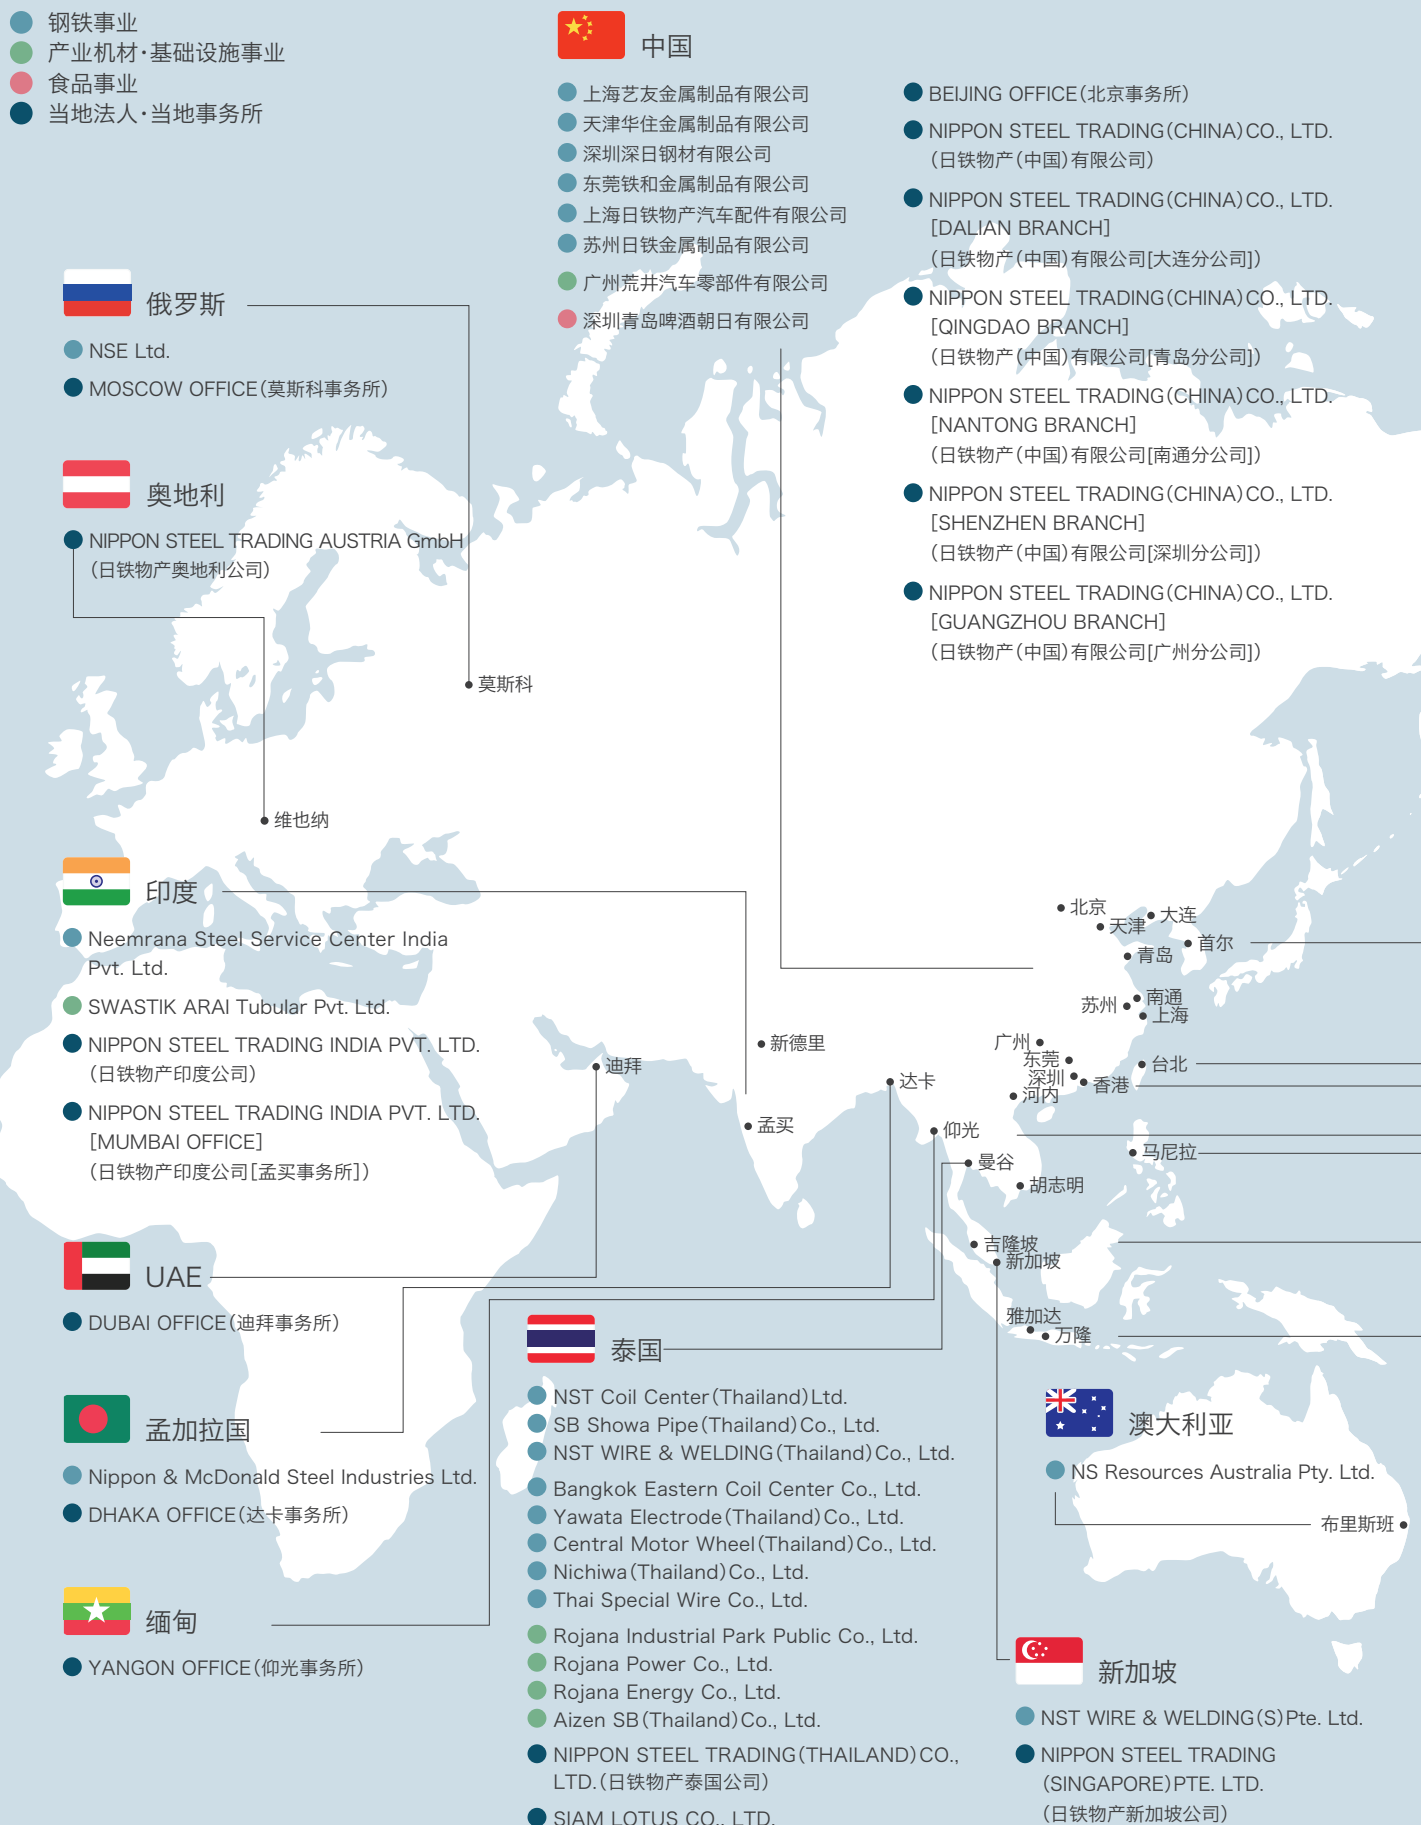 钢铁事业
产业机材·基础设施事业
食品事业
当地法人·当地事务所
中国
上海艺友金属制品有限公司
天津华住金属制品有限公司
深圳深日钢材有限公司
东莞铁和金属制品有限公司
上海日铁物产汽车配件有限公司
苏州日铁金属制品有限公司
广州荒井汽车零部件有限公司
深圳青岛啤酒朝日有限公司
BEIJING OFFICE(北京事务所)
NIPPON STEEL TRADING(CHINA)CO., LTD.
(日铁物产(中国)有限公司)
NIPPON STEEL TRADING(CHINA)CO., LTD.
[DALIAN BRANCH]
(日铁物产(中国)有限公司[大连分公司])
NIPPON STEEL TRADING(CHINA)CO., LTD.
[QINGDAO BRANCH]
(日铁物产(中国)有限公司[青岛分公司])
NIPPON STEEL TRADING(CHINA)CO., LTD.
[NANTONG BRANCH]
(日铁物产(中国)有限公司[南通分公司])
NIPPON STEEL TRADING(CHINA)CO., LTD.
[SHENZHEN BRANCH]
(日铁物产(中国)有限公司[深圳分公司])
NIPPON STEEL TRADING(CHINA)CO., LTD.
[GUANGZHOU BRANCH]
(日铁物产(中国)有限公司[广州分公司])
俄罗斯
NSE Ltd.
MOSCOW OFFICE(莫斯科事务所)
奥地利
NIPPON STEEL TRADING AUSTRIA GmbH
(日铁物产奥地利公司)
莫斯科
维也纳
印度
Neemrana Steel Service Center India
Pvt. Ltd.
SWASTIK ARAI Tubular Pvt. Ltd.
NIPPON STEEL TRADING INDIA PVT. LTD.
(日铁物产印度公司)
NIPPON STEEL TRADING INDIA PVT. LTD.
[MUMBAI OFFICE]
(日铁物产印度公司[孟买事务所])
北京
大连
天津
首尔
青岛
南通
苏州
上海
新德里
广州
东莞
台北
迪拜
深圳
达卡
香港
河内
孟买
仰光
马尼拉
曼谷
胡志明
吉隆坡
新加坡
雅加达
万隆
UAE
DUBAI OFFICE(迪拜事务所)
孟加拉国
Nippon & McDonald Steel Industries Ltd.
DHAKA OFFICE(达卡事务所)
缅甸
YANGON OFFICE(仰光事务所)
泰国
NST Coil Center(Thailand)Ltd.
SB Showa Pipe(Thailand)Co., Ltd.
NST WIRE & WELDING(Thailand)Co., Ltd.
Bangkok Eastern Coil Center Co., Ltd.
Yawata Electrode(Thailand)Co., Ltd.
Central Motor Wheel(Thailand)Co., Ltd.
Nichiwa(Thailand)Co., Ltd.
Thai Special Wire Co., Ltd.
Rojana Industrial Park Public Co., Ltd.
Rojana Power Co., Ltd.
Rojana Energy Co., Ltd.
Aizen SB(Thailand)Co., Ltd.
NIPPON STEEL TRADING(THAILAND)CO.,
LTD.(日铁物产泰国公司)
SIAM LOTUS CO., LTD.
澳大利亚
NS Resources Australia Pty. Ltd.
布里斯班
新加坡
NST WIRE & WELDING(S)Pte. Ltd.
NIPPON STEEL TRADING
(SINGAPORE)PTE. LTD.
(日铁物产新加坡公司)